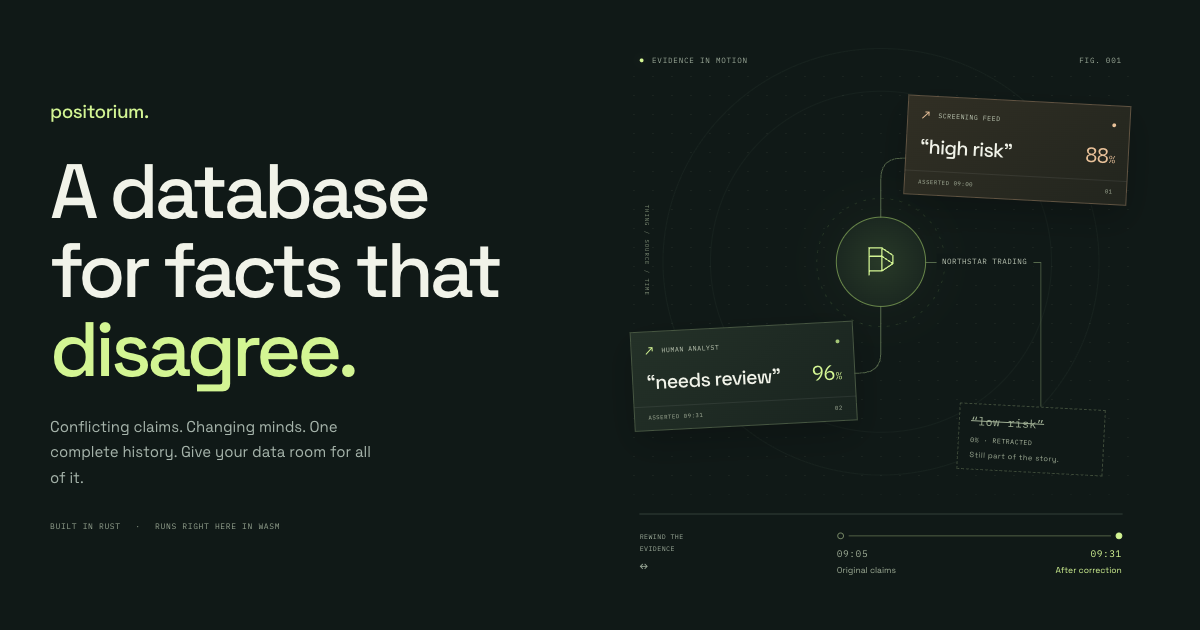 positorium.
A database
for facts that
disagree.
Conflicting claims. Changing minds. One
complete history. Give your data room for all
of it.
BUILT IN RUST · RUNS RIGHT HERE IN WASM
EVIDENCE IN MOTION
FIG. 001
THING / SOURCE / TIME
SCREENING FEED
“high risk”
88%
ASSERTED 09:00
01
NORTHSTAR TRADING
HUMAN ANALYST
“needs review”
96%
ASSERTED 09:31
02
“low risk”
0% · RETRACTED
Still part of the story.
REWIND THE
EVIDENCE
↔
09:05
09:31
Original claims
After correction